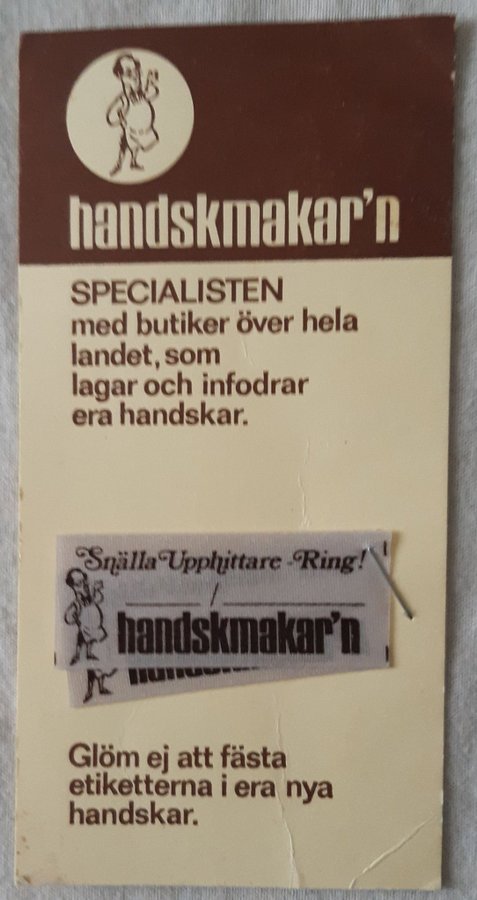 handskmakar'n
SPECIALISTEN
med butiker över hela
landet, som
lagar och infodrar
era handskar.
Snälla Upphittare - Ring!
/
handskmakar'n
Glöm ej att fästa
etiketterna i era nya
handskar.